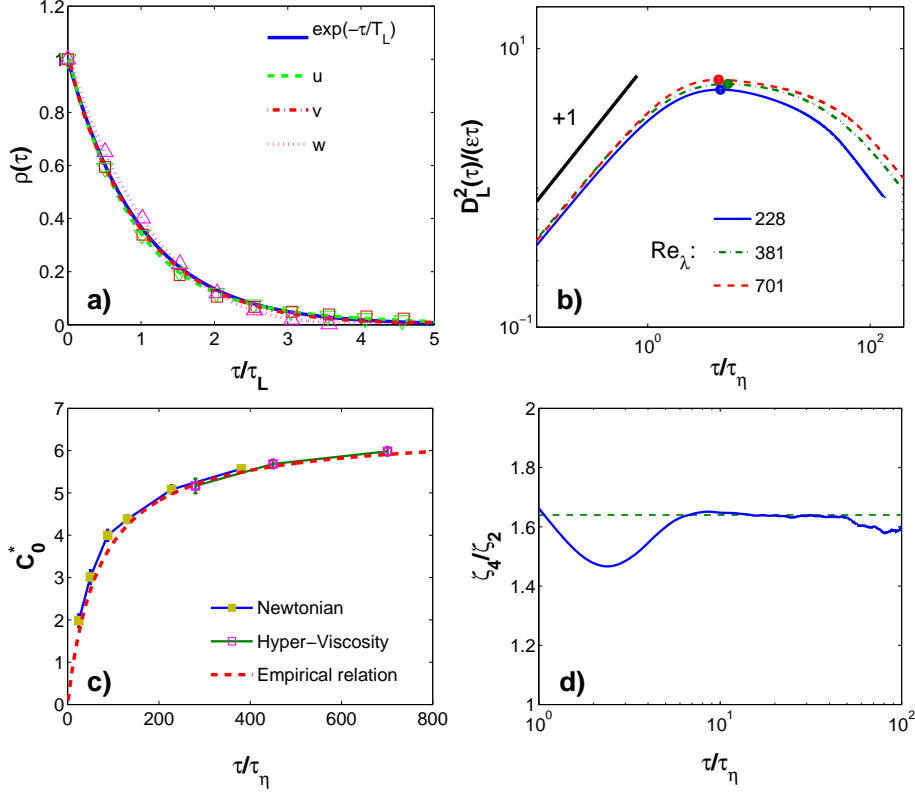 1
0.8
0.6
0.4
0.2
0
0 1 2 3 4 5
ρ(τ)
τ/τ_L
exp(−τ/T_L)
u
v
w
a)
10^1
10^−1
10^0 10^2
D_L^2(τ)/(ετ)
τ/τ_η
+1
Re_λ:
228
381
701
b)
7
6
5
4
3
2
1
0
0 200 400 600 800
C_0^*
τ/τ_η
Newtonian
Hyper−Viscosity
Empirical relation
c)
2
1.8
1.6
1.4
1.2
1
10^0 10^1 10^2
ζ_4/ζ_2
τ/τ_η
d)